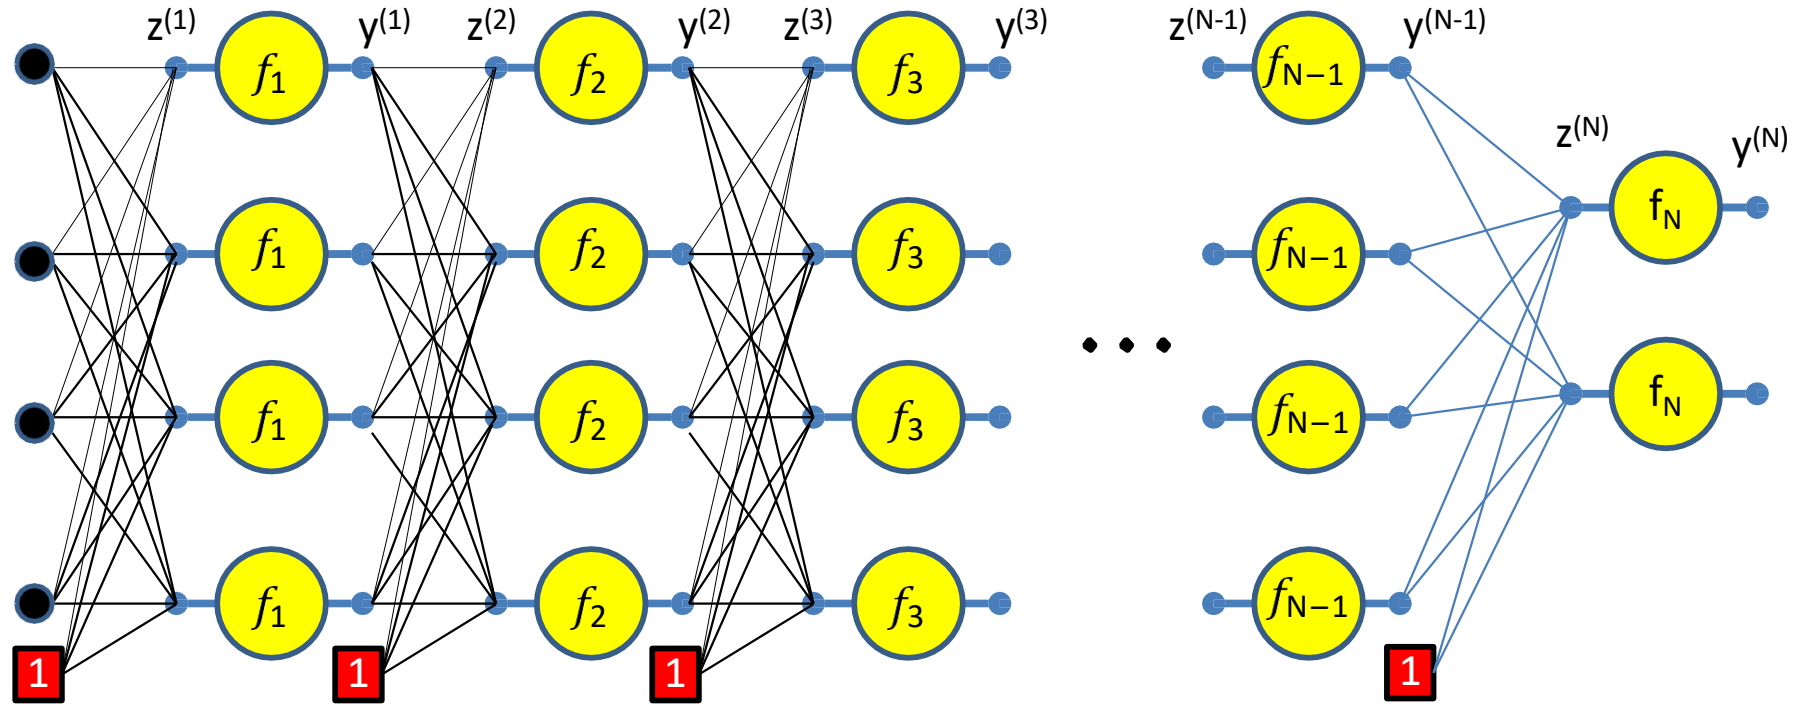 z(1) y(1) z(2) y(2) z(3) y(3) z(N-1) y(N-1)
f1 f2 f3 fN−1
z(N) y(N)
fN
f1 f2 f3 fN−1
f1 f2 f3 fN−1
fN
• • •
f1 f2 f3 fN−1
1 1 1 1